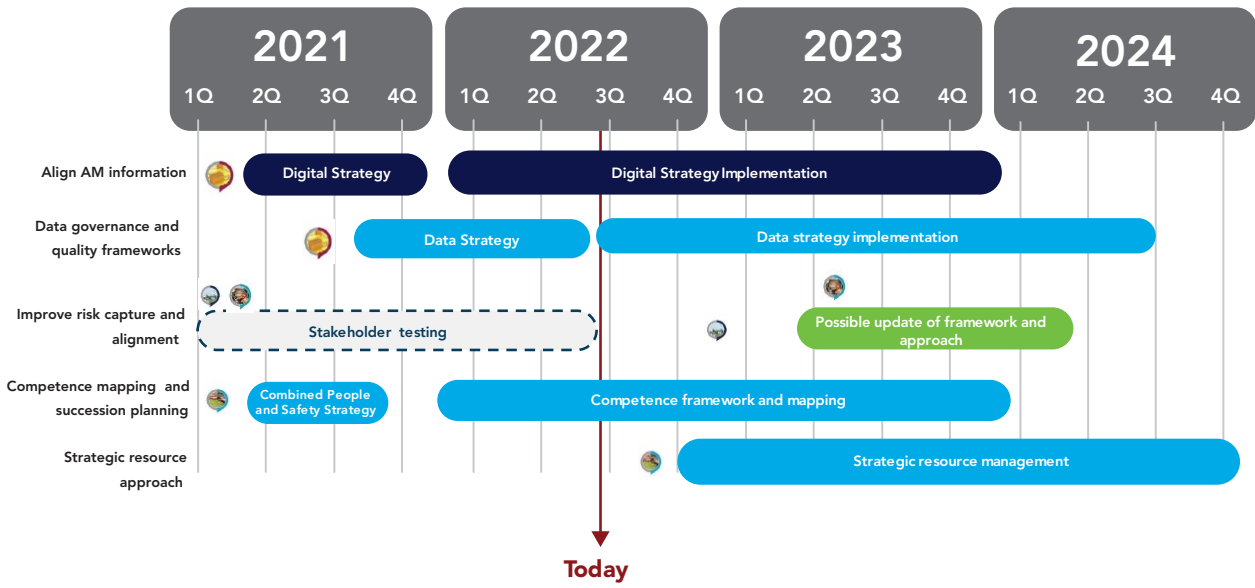 2021
2022
2023
2024
1Q 2Q 3Q 4Q 1Q 2Q 3Q 4Q 1Q 2Q 3Q 4Q 1Q 2Q 3Q 4Q
Align AM information
Digital Strategy
Digital Strategy Implementation
Data governance and
quality frameworks
Data Strategy
Data strategy implementation
Improve risk capture and
alignment
Stakeholder testing
Possible update of framework and
approach
Competence mapping and
succession planning
Combined People
and Safety Strategy
Competence framework and mapping
Strategic resource
approach
Strategic resource management
Today